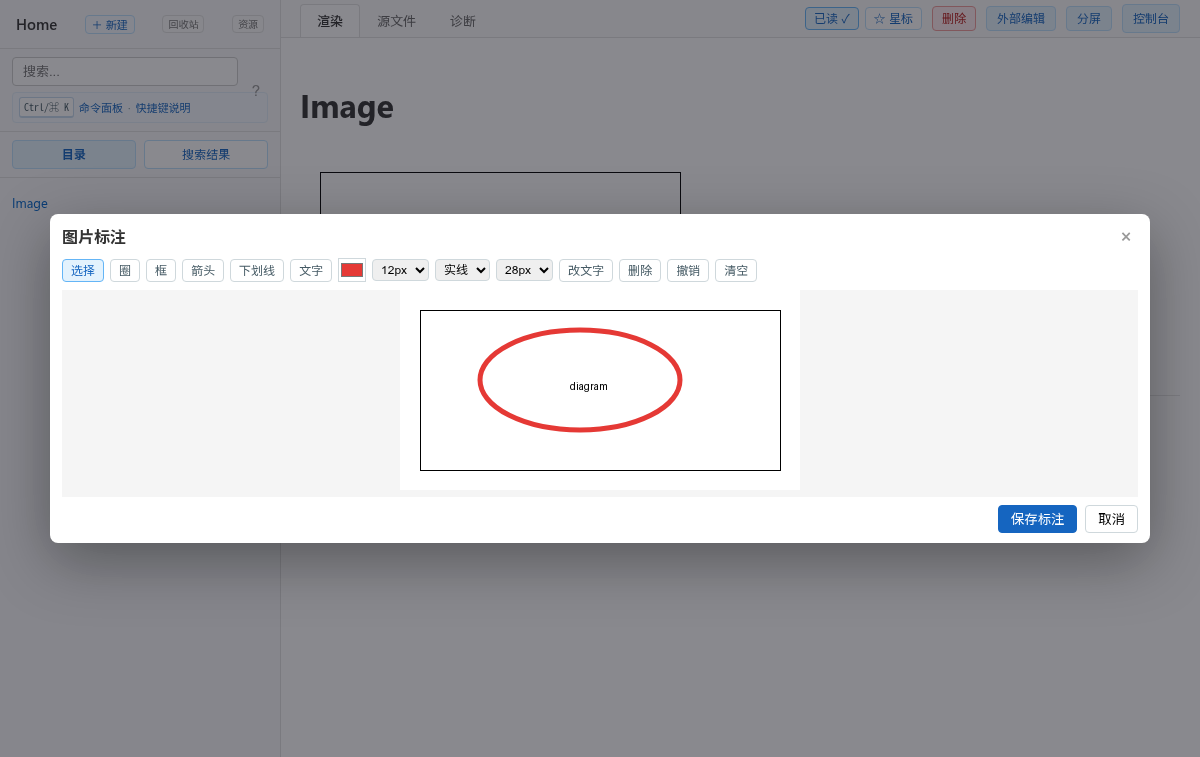 Home
+ 新建
回收站
资源
渲染
源文件
诊断
已读 ✓
☆ 星标
删除
外部编辑
分屏
控制台
搜索...
?
Ctrl/⌘ K 命令面板 · 快捷键说明
目录
搜索结果
Image
Image
图片标注
×
选择
圈
框
箭头
下划线
文字
12px
实线
28px
改文字
删除
撤销
清空
diagram
保存标注
取消